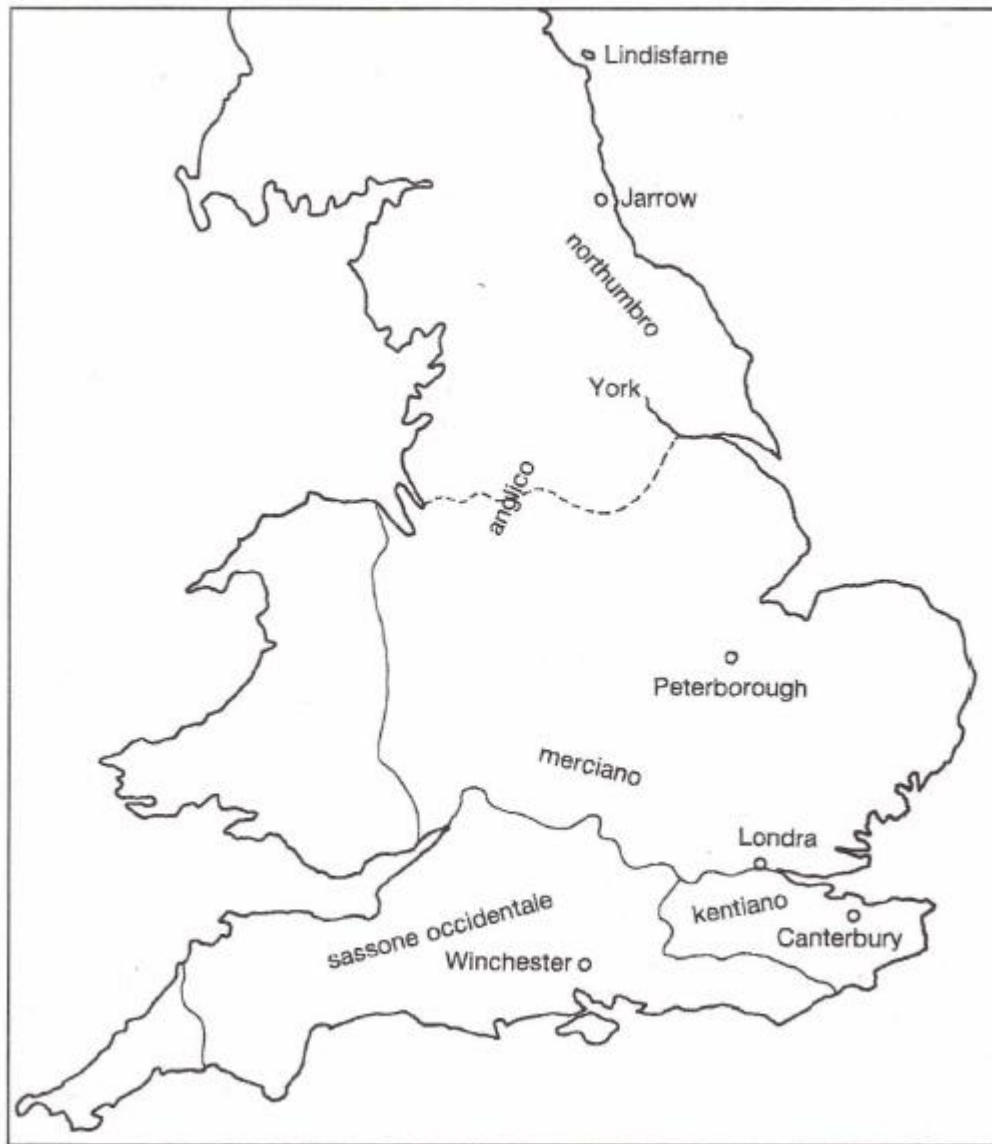 Lindisfarne
Jarrow
northumbro
York
anglico
Peterborough
merciano
Londra
kentiano
Canterbury
sassone occidentale
Winchester